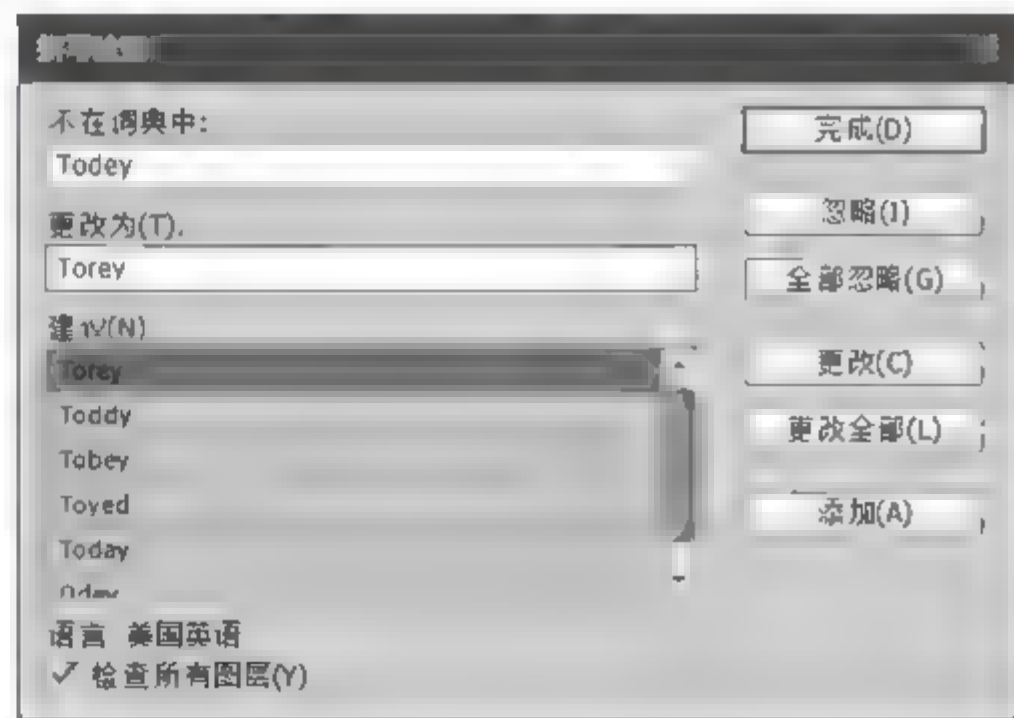 不在词典中:
Todey
更改为(T):
Torey
建议(N)
Torey
Toddy
Tobey
Toyed
Today
语言 美国英语
✓ 检查所有图层(Y)
完成(D)
忽略(I)
全部忽略(G)
更改(C)
更改全部(L)
添加(A)